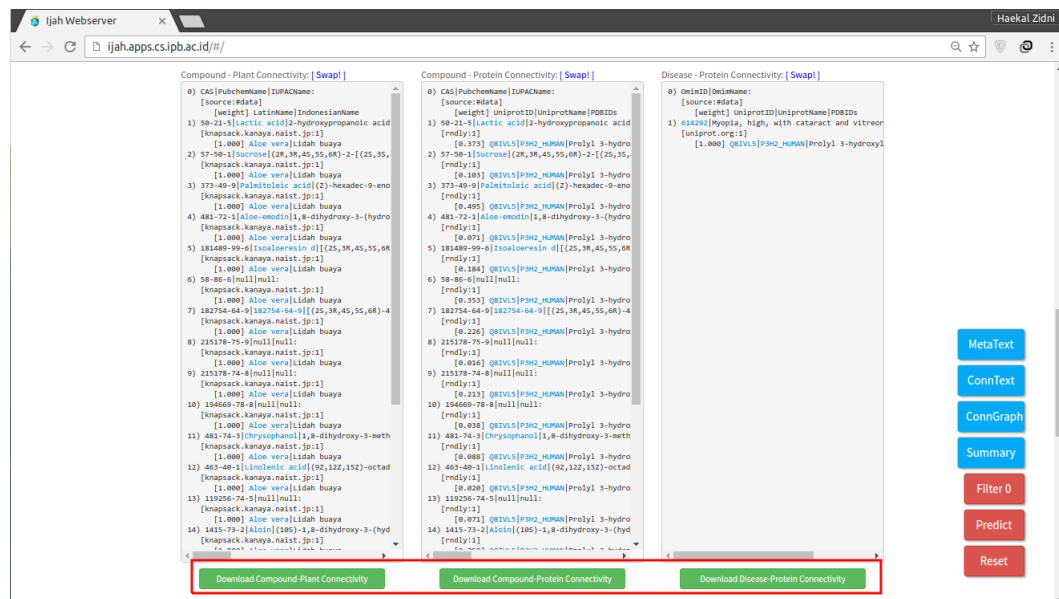 Ijah Webserver
Haekal Zidni
ijah.apps.cs.ipb.ac.id/#/
Compound - Plant Connectivity: [ Swap! ]
0) CAS|PubchemName|IUPACName:
[source:#data]
[weight] LatinName|IndonesianName
1) 50-21-5|Lactic acid|2-hydroxypropanoic acid
[knapsack.kanaya.naist.jp:1]
[1.000] Aloe vera|Lidah buaya
2) 57-50-1|Sucrose|(2R,3R,4S,5S,6R)-2-[(2S,3S,
[knapsack.kanaya.naist.jp:1]
[1.000] Aloe vera|Lidah buaya
3) 373-49-9|Palmitoleic acid|(Z)-hexadec-9-eno
[knapsack.kanaya.naist.jp:1]
[1.000] Aloe vera|Lidah buaya
4) 481-72-1|Aloe-emodin|1,8-dihydroxy-3-(hydro
[knapsack.kanaya.naist.jp:1]
[1.000] Aloe vera|Lidah buaya
5) 181489-99-6|Isoaloeresin d|[(2S,3R,4S,5S,6R
[knapsack.kanaya.naist.jp:1]
[1.000] Aloe vera|Lidah buaya
6) 58-86-6|null|null:
[knapsack.kanaya.naist.jp:1]
[1.000] Aloe vera|Lidah buaya
7) 182754-64-9|182754-64-9|[(2S,3R,4S,5S,6R)-4
[knapsack.kanaya.naist.jp:1]
[1.000] Aloe vera|Lidah buaya
8) 215178-75-9|null|null:
[knapsack.kanaya.naist.jp:1]
[1.000] Aloe vera|Lidah buaya
9) 215178-74-8|null|null:
[knapsack.kanaya.naist.jp:1]
[1.000] Aloe vera|Lidah buaya
10) 194669-78-8|null|null:
[knapsack.kanaya.naist.jp:1]
[1.000] Aloe vera|Lidah buaya
11) 481-74-3|Chrysophanol|1,8-dihydroxy-3-meth
[knapsack.kanaya.naist.jp:1]
[1.000] Aloe vera|Lidah buaya
12) 463-40-1|Linolenic acid|(9Z,12Z,15Z)-octad
[knapsack.kanaya.naist.jp:1]
[1.000] Aloe vera|Lidah buaya
13) 119256-74-5|null|null:
[knapsack.kanaya.naist.jp:1]
[1.000] Aloe vera|Lidah buaya
14) 1415-73-2|Aloin|(10S)-1,8-dihydroxy-3-(hyd
[knapsack.kanaya.naist.jp:1]
Download Compound-Plant Connectivity
Compound - Protein Connectivity: [ Swap! ]
0) CAS|PubchemName|IUPACName:
[source:#data]
[weight] UniprotID|UniprotName|PDBIDs
1) 50-21-5|Lactic acid|2-hydroxypropanoic acid
[rndly:1]
[0.373] Q8IVL5|P3H2_HUMAN|Prolyl 3-hydro
2) 57-50-1|Sucrose|(2R,3R,4S,5S,6R)-2-[(2S,3S,
[rndly:1]
[0.103] Q8IVL5|P3H2_HUMAN|Prolyl 3-hydro
3) 373-49-9|Palmitoleic acid|(Z)-hexadec-9-eno
[rndly:1]
[0.495] Q8IVL5|P3H2_HUMAN|Prolyl 3-hydro
4) 481-72-1|Aloe-emodin|1,8-dihydroxy-3-(hydro
[rndly:1]
[0.071] Q8IVL5|P3H2_HUMAN|Prolyl 3-hydro
5) 181489-99-6|Isoaloeresin d|[(2S,3R,4S,5S,6R
[rndly:1]
[0.184] Q8IVL5|P3H2_HUMAN|Prolyl 3-hydro
6) 58-86-6|null|null:
[rndly:1]
[0.353] Q8IVL5|P3H2_HUMAN|Prolyl 3-hydro
7) 182754-64-9|182754-64-9|[(2S,3R,4S,5S,6R)-4
[rndly:1]
[0.226] Q8IVL5|P3H2_HUMAN|Prolyl 3-hydro
8) 215178-75-9|null|null:
[rndly:1]
[0.016] Q8IVL5|P3H2_HUMAN|Prolyl 3-hydro
9) 215178-74-8|null|null:
[rndly:1]
[0.213] Q8IVL5|P3H2_HUMAN|Prolyl 3-hydro
10) 194669-78-8|null|null:
[rndly:1]
[0.038] Q8IVL5|P3H2_HUMAN|Prolyl 3-hydro
11) 481-74-3|Chrysophanol|1,8-dihydroxy-3-meth
[rndly:1]
[0.088] Q8IVL5|P3H2_HUMAN|Prolyl 3-hydro
12) 463-40-1|Linolenic acid|(9Z,12Z,15Z)-octad
[rndly:1]
[0.020] Q8IVL5|P3H2_HUMAN|Prolyl 3-hydro
13) 119256-74-5|null|null:
[rndly:1]
[0.071] Q8IVL5|P3H2_HUMAN|Prolyl 3-hydro
14) 1415-73-2|Aloin|(10S)-1,8-dihydroxy-3-(hyd
[rndly:1]
Download Compound-Protein Connectivity
Disease - Protein Connectivity: [ Swap! ]
0) OmimID|OmimName:
[source:#data]
[weight] UniprotID|UniprotName|PDBIDs
1) 614292|Myopia, high, with cataract and vitreor
[uniprot.org:1]
[1.000] Q8IVL5|P3H2_HUMAN|Prolyl 3-hydroxyl
Download Disease-Protein Connectivity
MetaText
ConnText
ConnGraph
Summary
Filter 0
Predict
Reset